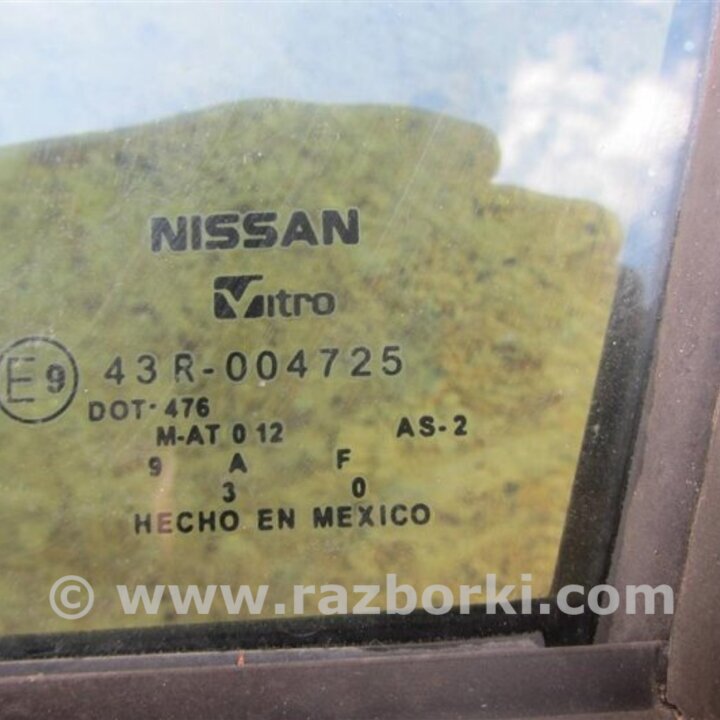 NISSAN
Vitro
E9 43R-004725
DOT-476
M-AT 0 12 AS-2
9 A F
3 0
HECHO EN MEXICO
© www.razborki.com